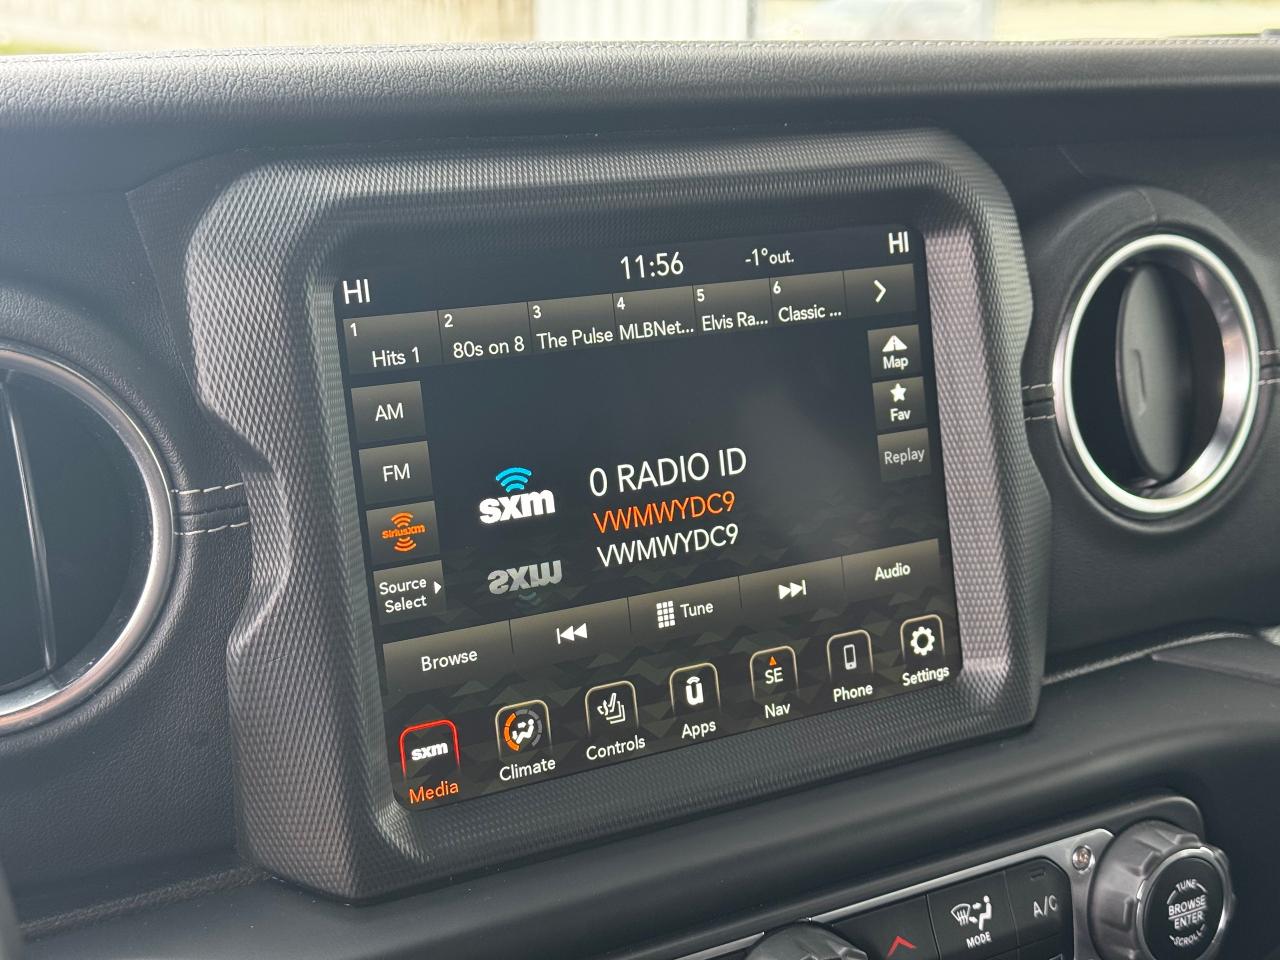 HI
11:56
-1°out.
HI
1
Hits 1
2
80s on 8
3
The Pulse
4
MLBNet...
5
Elvis Ra...
6
Classic ...
AM
FM
siriusxm
Source
Select
sxm
0 RADIO ID
VWMWYDC9
VWMWYDC9
Map
Fav
Replay
Browse
Tune
Audio
sxm
Media
Climate
Controls
Apps
SE
Nav
Phone
Settings
MODE
A/C
TUNE
BROWSE
ENTER
SCROLL